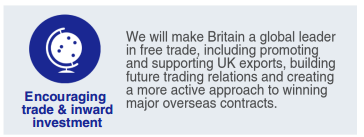 We will make Britain a global leader
in free trade, including promoting
and supporting UK exports, building
future trading relations and creating
a more active approach to winning
major overseas contracts.
Encouraging
trade & inward
investment